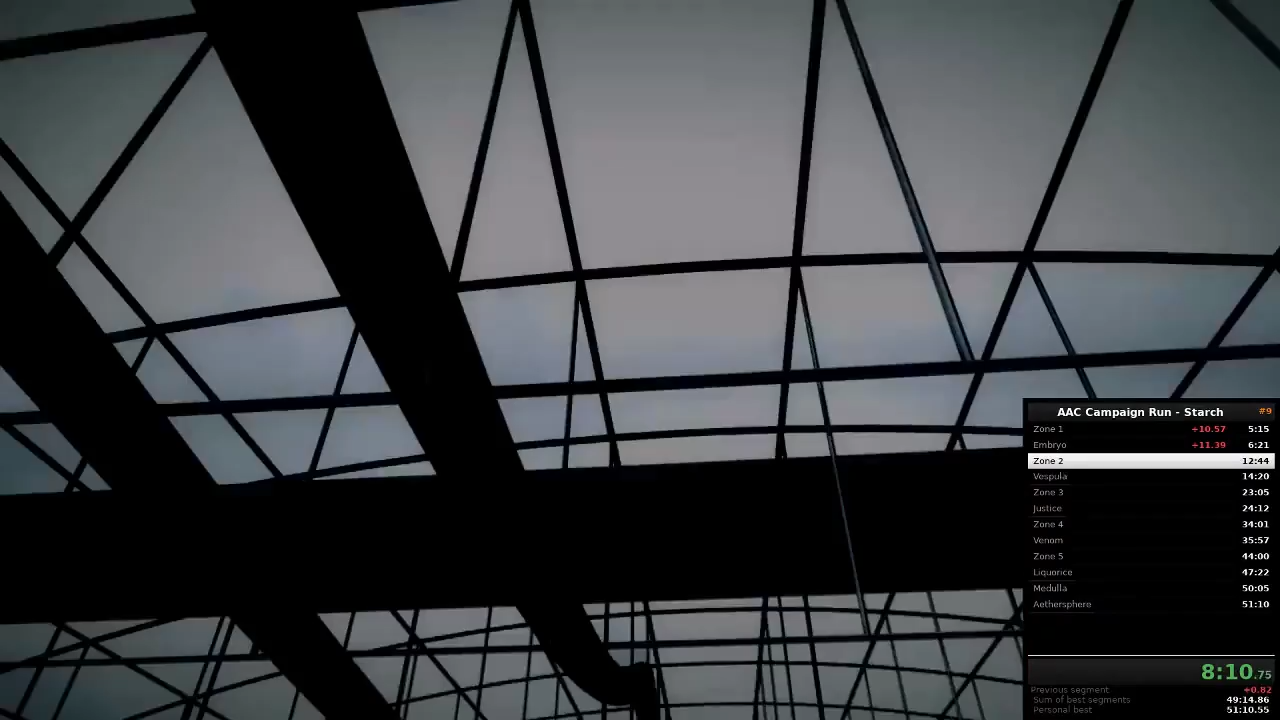 AAC Campaign Run - Starch #9
Zone 1 +10.57 5:15
Embryo +11.39 6:21
Zone 2 12:44
Vespula 14:20
Zone 3 23:05
Justice 24:12
Zone 4 34:01
Venom 35:57
Zone 5 44:00
Liquorice 47:22
Medulla 50:05
Aethersphere 51:10
8:10.75
Previous segment +0.82
Sum of best segments 49:14.86
Personal best 51:10.55